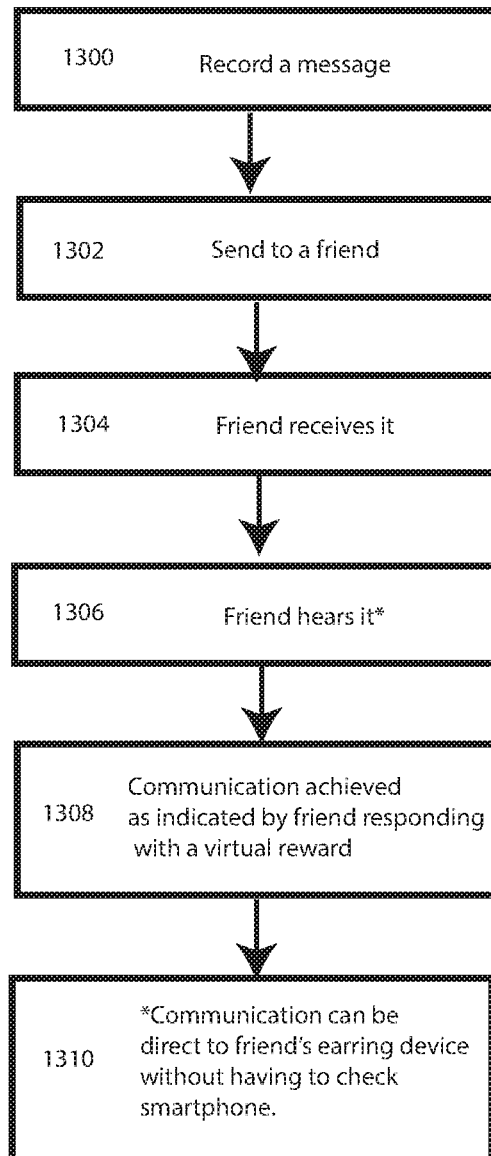 1300 Record a message
1302 Send to a friend
1304 Friend receives it
1306 Friend hears it*
Communication achieved
1308 as indicated by friend responding
with a virtual reward
*Communication can be
1310 direct to friend's earring device
without having to check
smartphone.